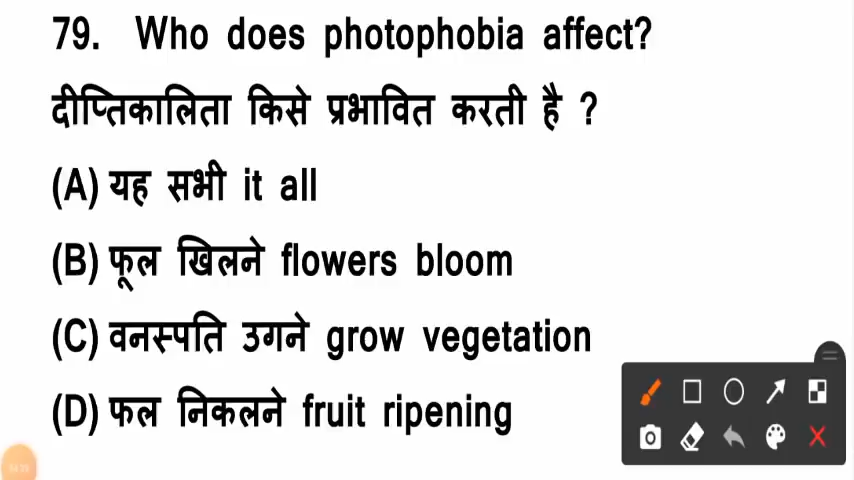 79. Who does photophobia affect?
दीप्तिकालिता किसे प्रभावित करती है ?
(A) यह सभी it all
(B) फूल खिलने flowers bloom
(C) वनस्पति उगने grow vegetation
(D) फल निकलने fruit ripening